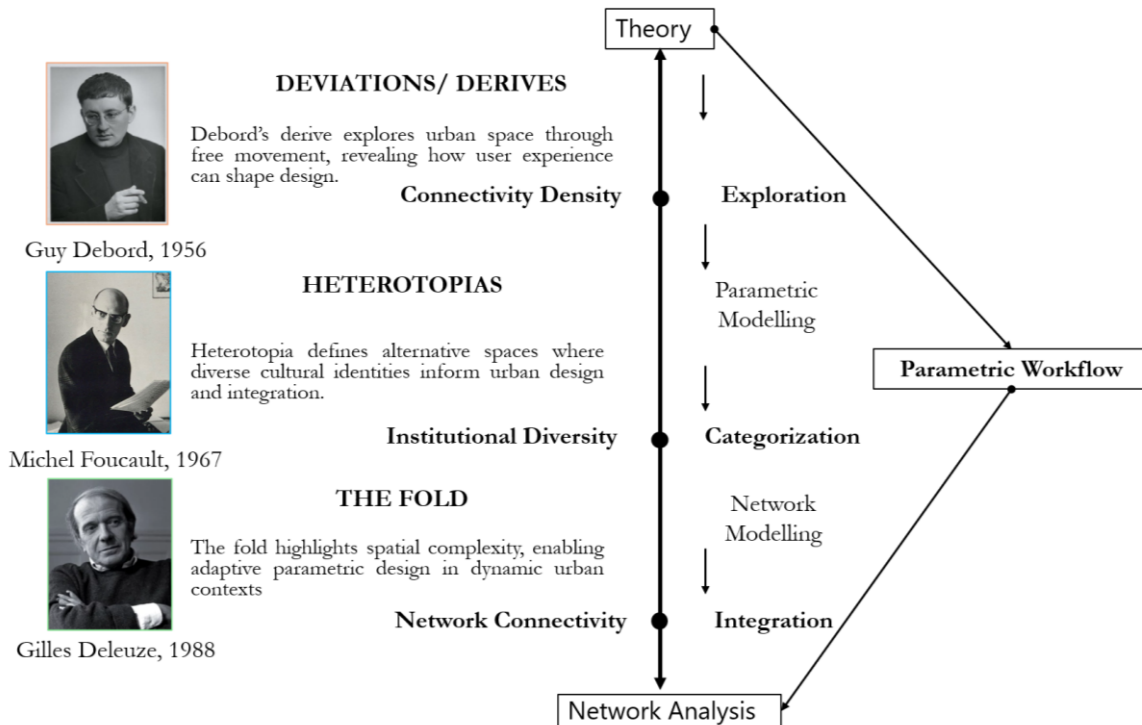 Theory
DEVIATIONS/ DERIVES
Debord's derive explores urban space through
free movement, revealing how user experience
can shape design.
Connectivity Density
Exploration
Guy Debord, 1956
HETEROTOPIAS
Parametric
Modelling
Heterotopia defines alternative spaces where
diverse cultural identities inform urban design
and integration.
Parametric Workflow
Institutional Diversity
Categorization
Michel Foucault, 1967
THE FOLD
Network
Modelling
The fold highlights spatial complexity, enabling
adaptive parametric design in dynamic urban
contexts
Network Connectivity
Integration
Gilles Deleuze, 1988
Network Analysis